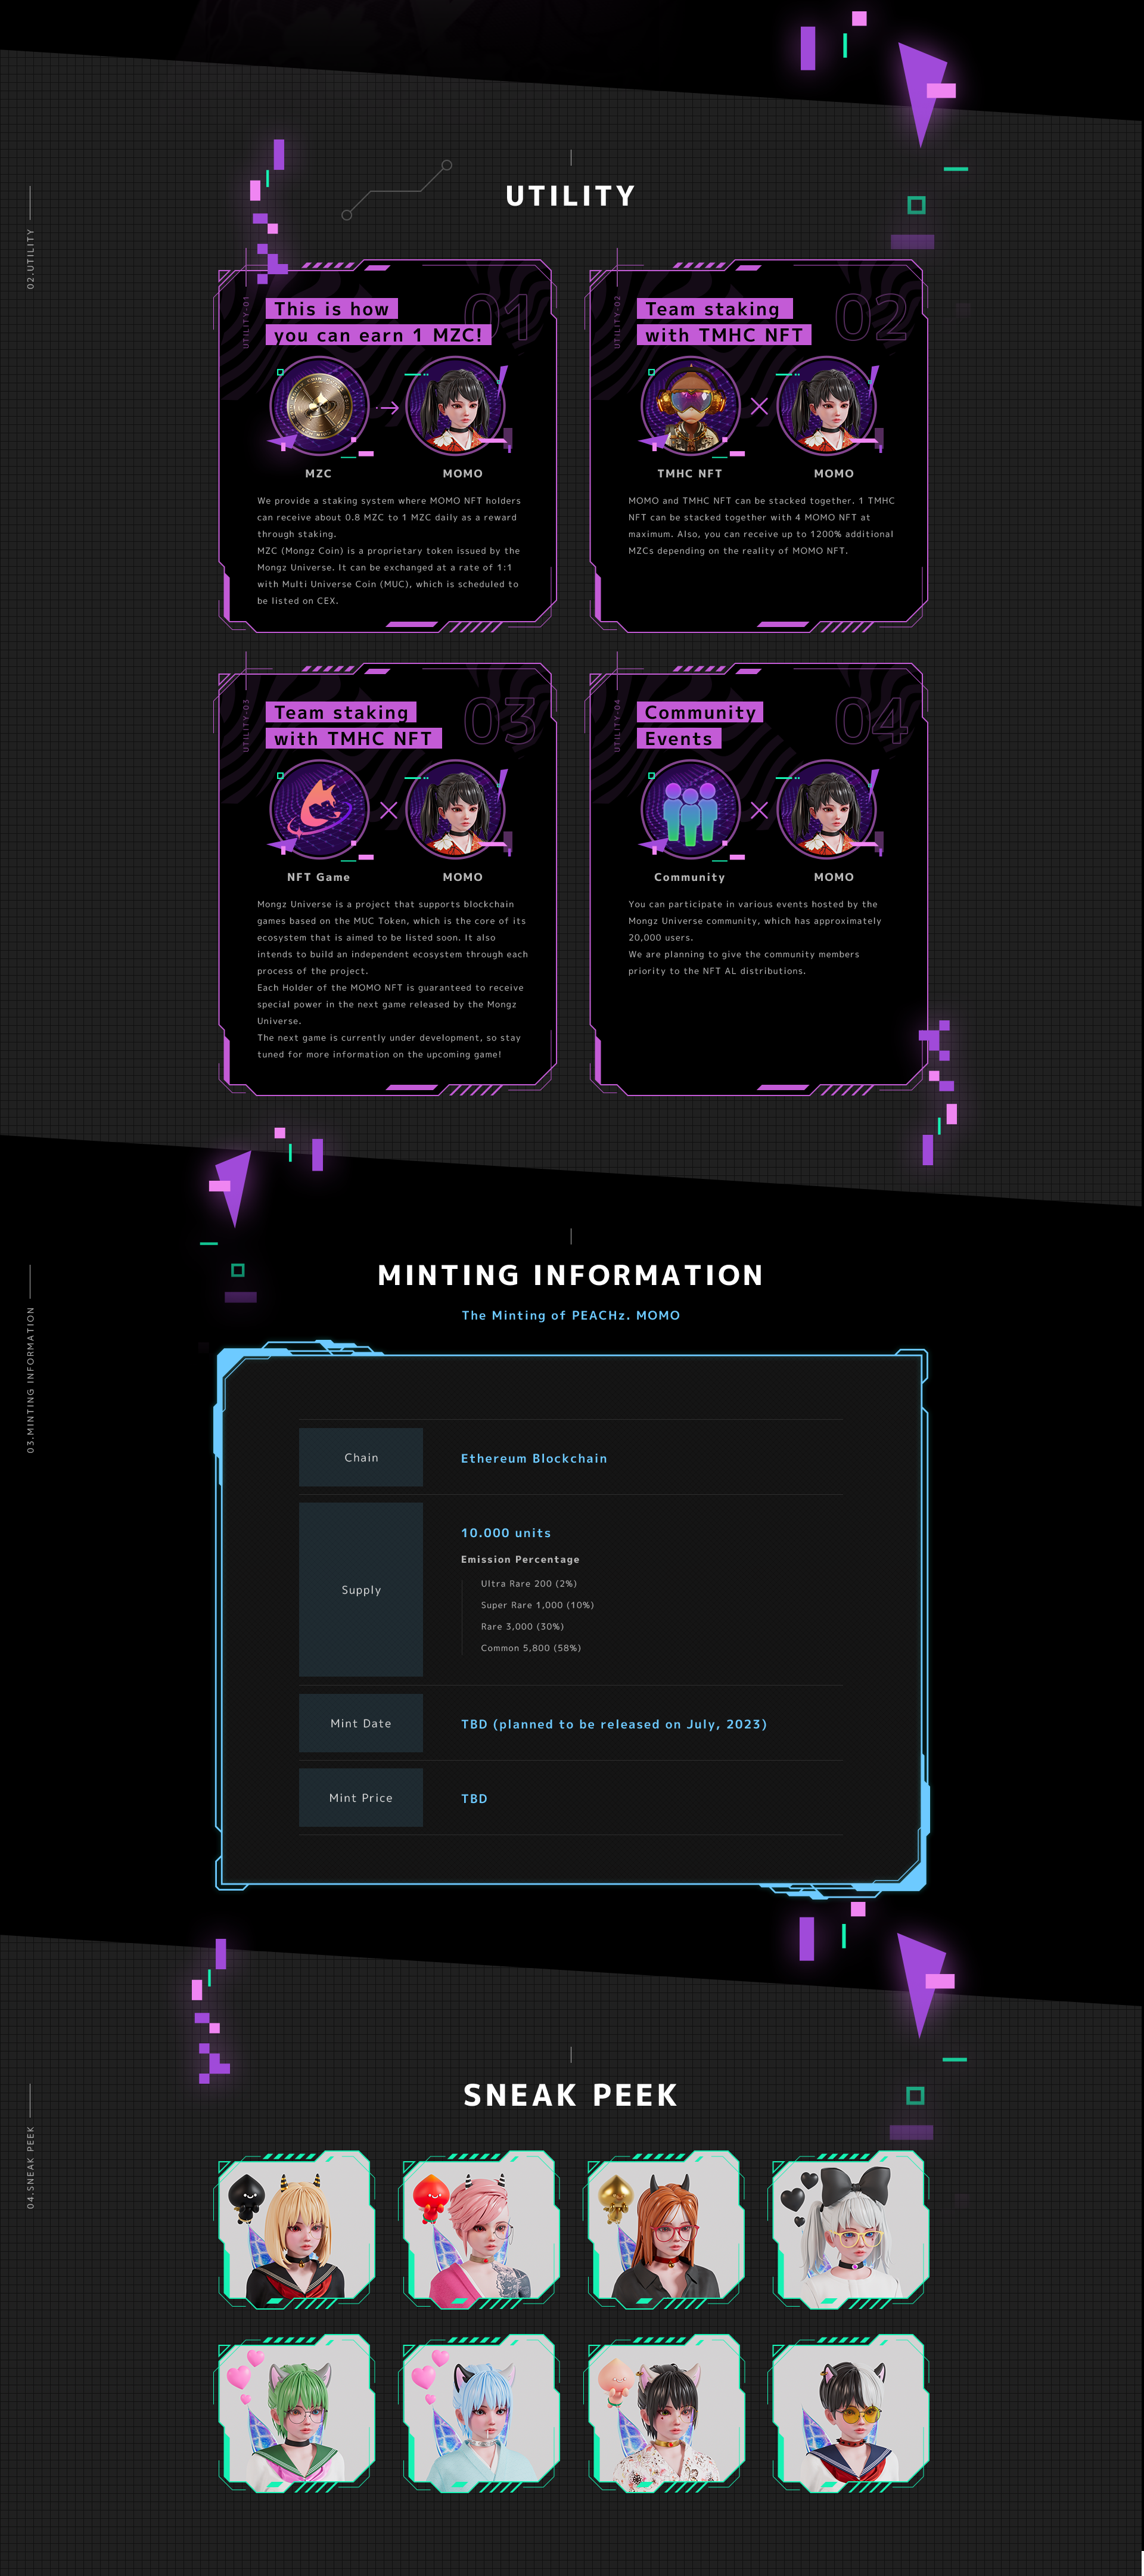 02.UTILITY
UTILITY
UTILITY-01
01
This is how
you can earn 1 MZC!
MZC
MOMO
We provide a staking system where MOMO NFT holders
can receive about 0.8 MZC to 1 MZC daily as a reward
through staking.
MZC (Mongz Coin) is a proprietary token issued by the
Mongz Universe. It can be exchanged at a rate of 1:1
with Multi Universe Coin (MUC), which is scheduled to
be listed on CEX.
UTILITY-02
02
Team staking
with TMHC NFT
TMHC NFT
MOMO
MOMO and TMHC NFT can be stacked together. 1 TMHC
NFT can be stacked together with 4 MOMO NFT at
maximum. Also, you can receive up to 1200% additional
MZCs depending on the reality of MOMO NFT.
UTILITY-03
03
Team staking
with TMHC NFT
NFT Game
MOMO
Mongz Universe is a project that supports blockchain
games based on the MUC Token, which is the core of its
ecosystem that is aimed to be listed soon. It also
intends to build an independent ecosystem through each
process of the project.
Each Holder of the MOMO NFT is guaranteed to receive
special power in the next game released by the Mongz
Universe.
The next game is currently under development, so stay
tuned for more information on the upcoming game!
UTILITY-04
04
Community
Events
Community
MOMO
You can participate in various events hosted by the
Mongz Universe community, which has approximately
20,000 users.
We are planning to give the community members
priority to the NFT AL distributions.
03.MINTING INFORMATION
MINTING INFORMATION
The Minting of PEACHz. MOMO
Chain
Ethereum Blockchain
Supply
10.000 units
Emission Percentage
Ultra Rare 200 (2%)
Super Rare 1,000 (10%)
Rare 3,000 (30%)
Common 5,800 (58%)
Mint Date
TBD (planned to be released on July, 2023)
Mint Price
TBD
04.SNEAK PEEK
SNEAK PEEK